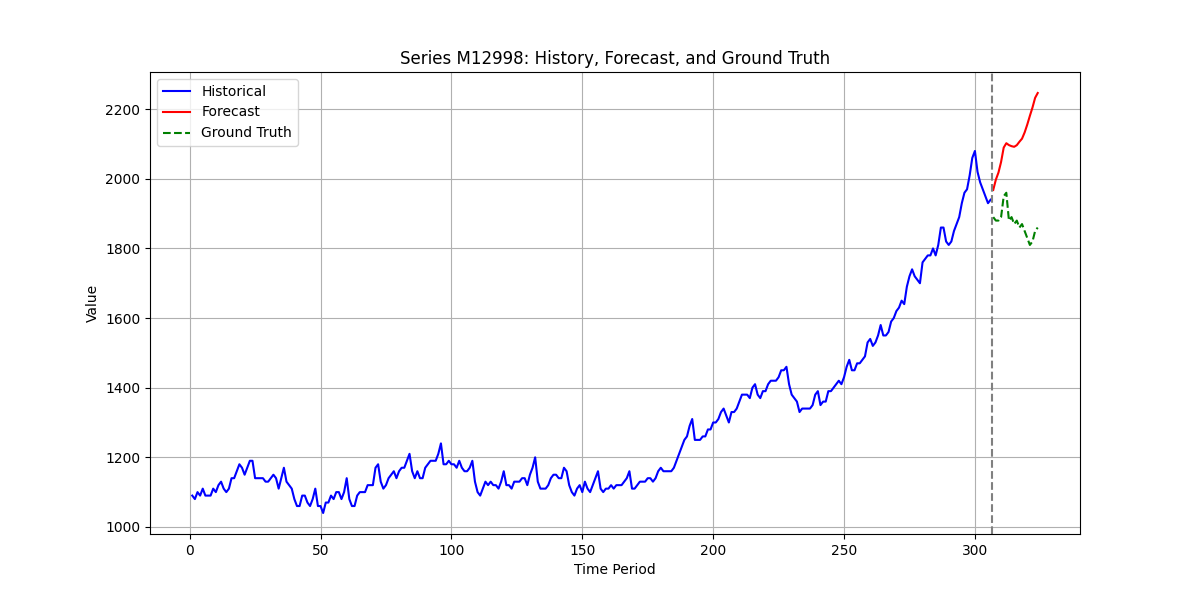 Series M12998: History, Forecast, and Ground Truth
Historical
Forecast
Ground Truth
2200
2000
1800
1600
1400
1200
1000
Value
0 50 100 150 200 250 300
Time Period